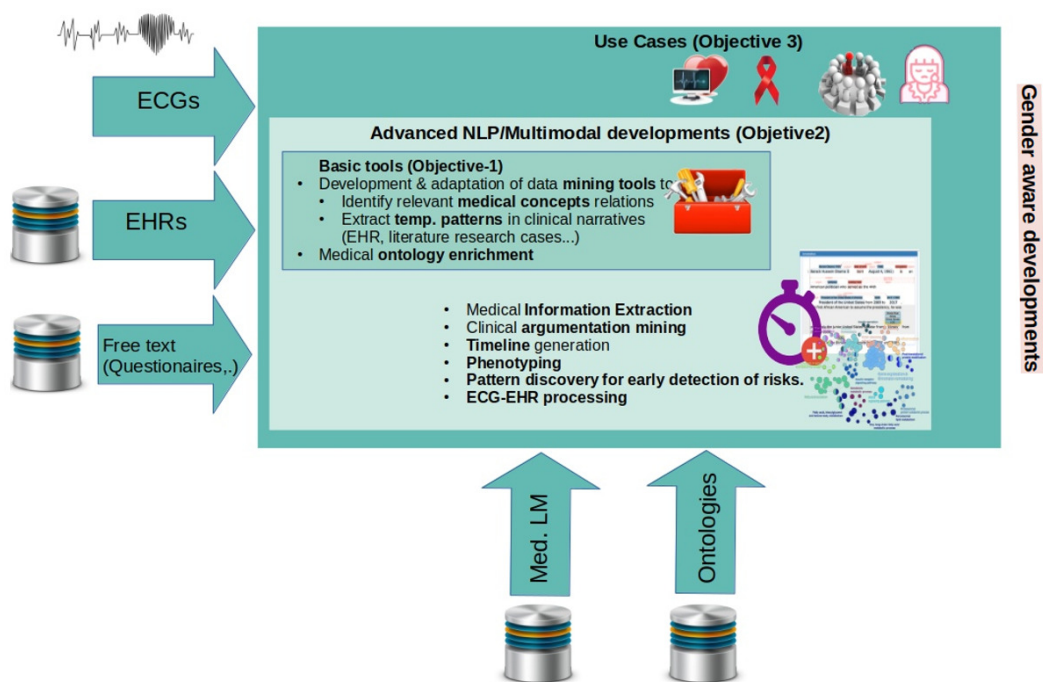 Use Cases (Objective 3)
ECGs
Advanced NLP/Multimodal developments (Objetive2)
Basic tools (Objective-1)
• Development & adaptation of data mining tools to
• Identify relevant medical concepts relations
• Extract temp. patterns in clinical narratives
(EHR, literature research cases...)
• Medical ontology enrichment
EHRs
Free text
(Questionaires,.)
• Medical Information Extraction
• Clinical argumentation mining
• Timeline generation
• Phenotyping
• Pattern discovery for early detection of risks.
• ECG-EHR processing
Gender aware developments
Med. LM
Ontologies